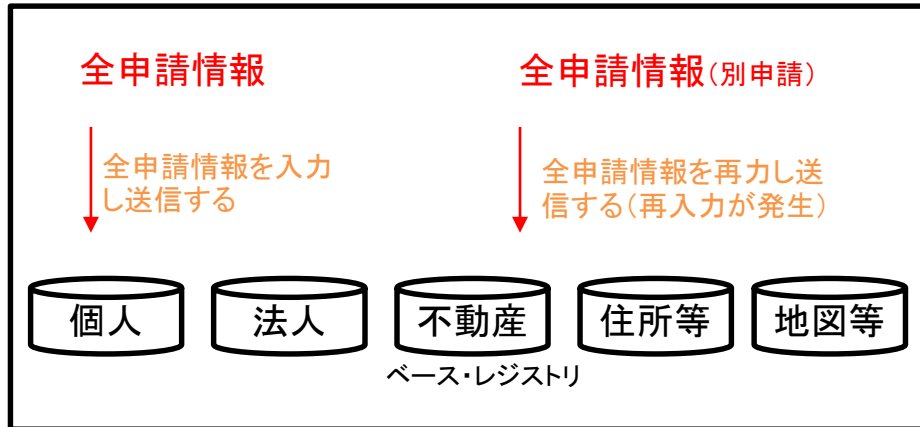 全申請情報
全申請情報(別申請)
全申請情報を入力
し送信する
全申請情報を再力し送
信する(再入力が発生)
個人
法人
不動産
住所等
地図等
ベース・レジストリ